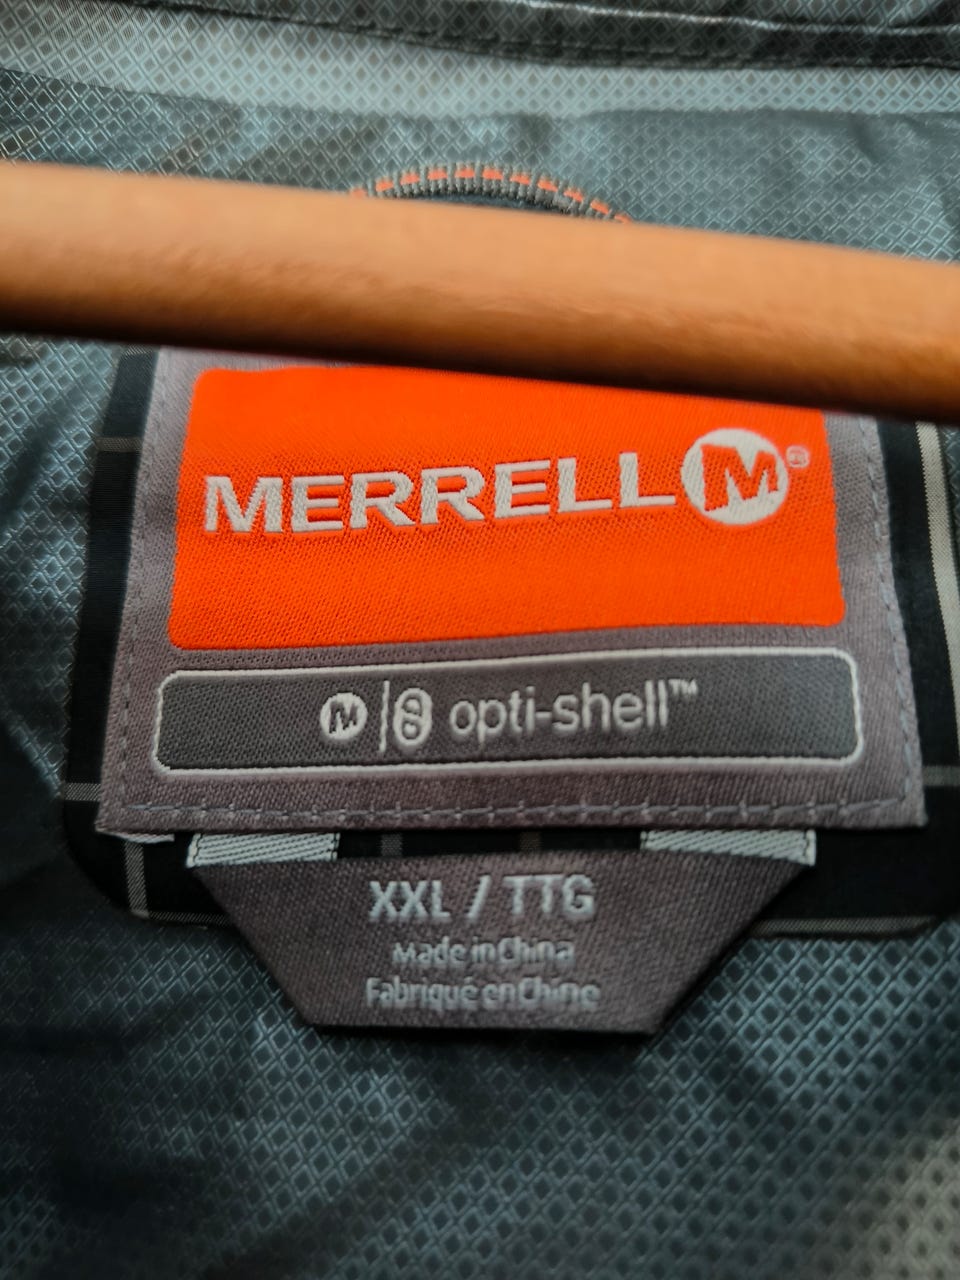 MERRELL M®
M opti-shell™
XXL / TTG
Made in China
Fabriqué en Chine